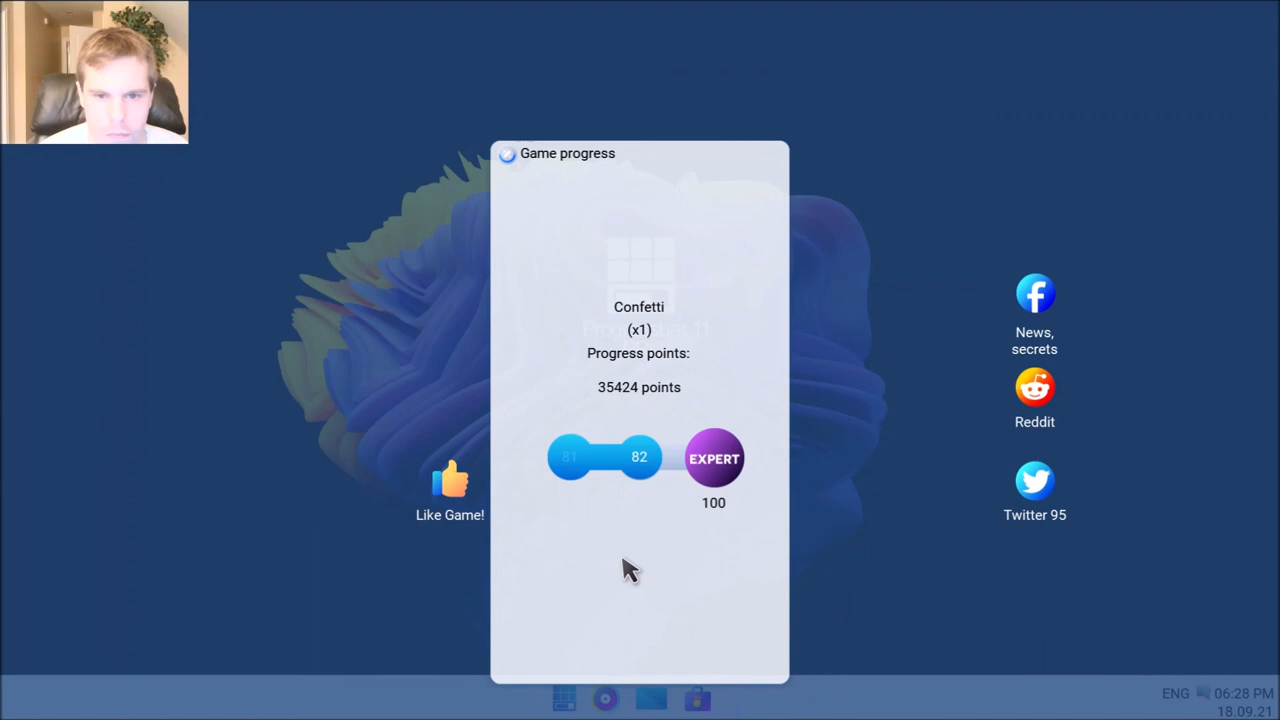 Game progress
Confetti
(x1)
Progress points:
35424 points
81
82
EXPERT
100
Like Game!
News,
secrets
Reddit
Twitter 95
ENG
06:28 PM
18.09.21